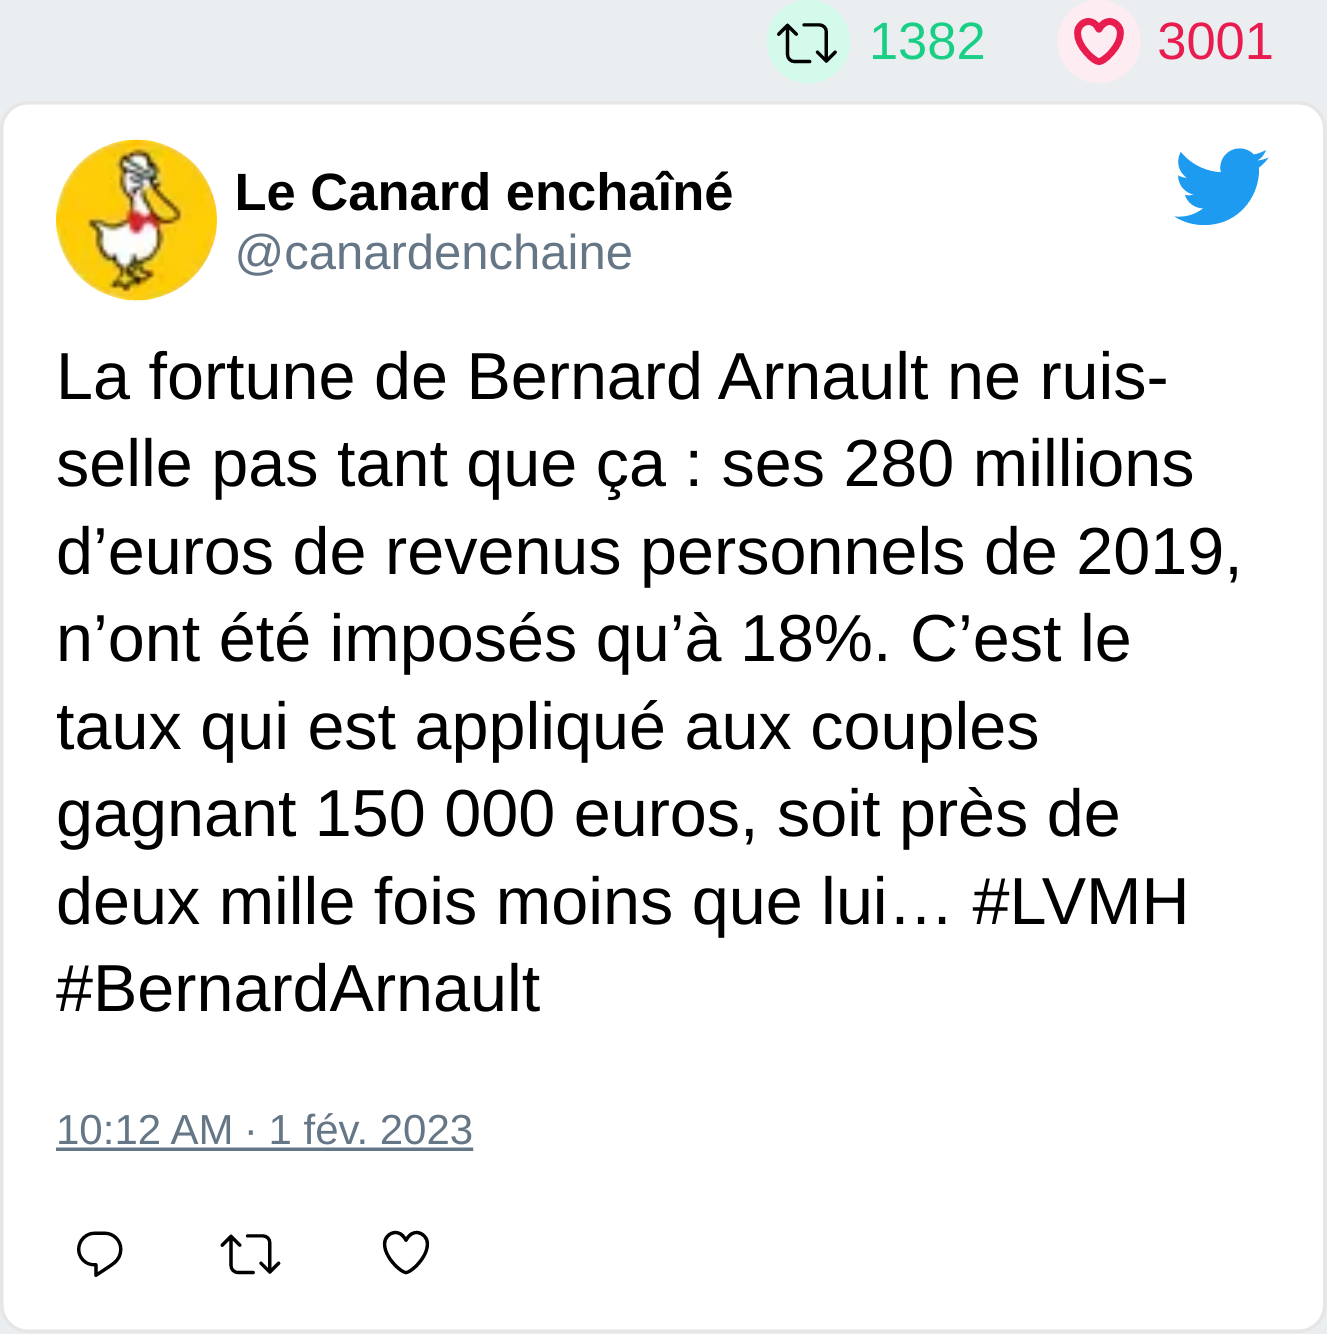 1382 3001
Le Canard enchaîné
@canardenchaine
La fortune de Bernard Arnault ne ruis-
selle pas tant que ça : ses 280 millions
d’euros de revenus personnels de 2019,
n’ont été imposés qu’à 18%. C’est le
taux qui est appliqué aux couples
gagnant 150 000 euros, soit près de
deux mille fois moins que lui… #LVMH
#BernardArnault
10:12 AM · 1 fév. 2023